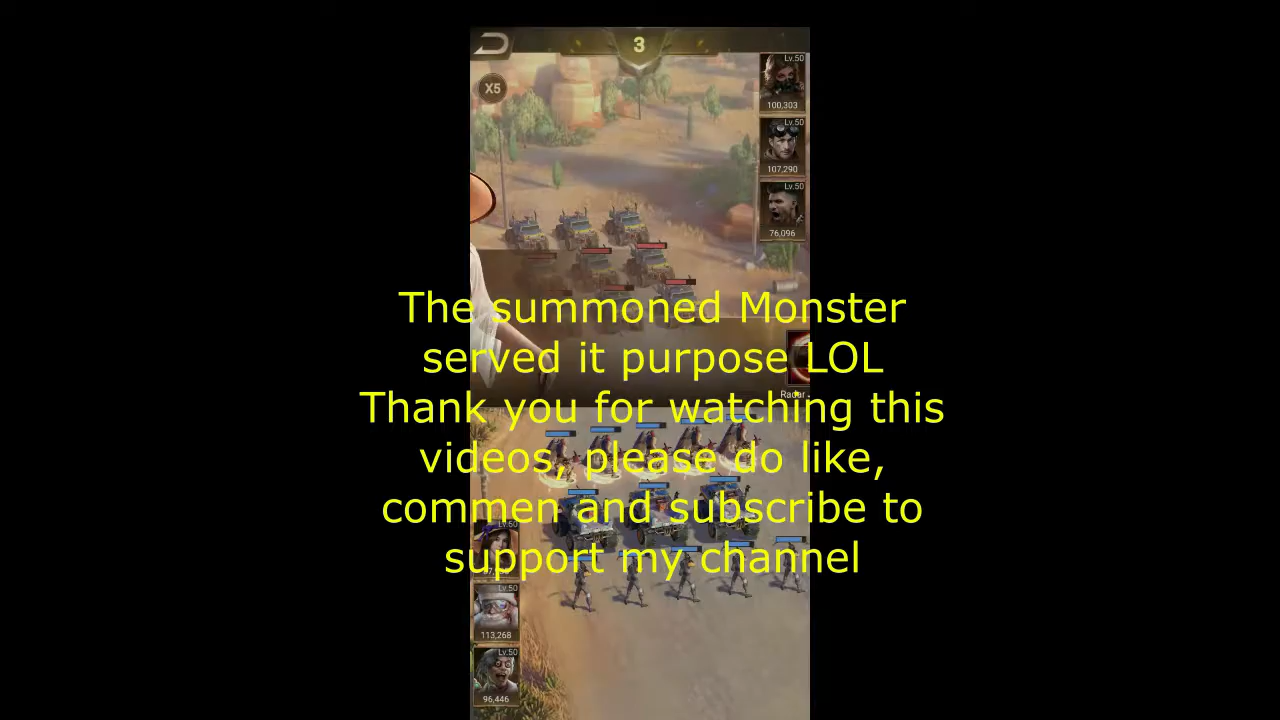 3
X5
Lv.50
100,303
Lv.50
107,290
Lv.50
76,096
The summoned Monster
served it purpose LOL
Radar
Thank you for watching this
videos, please do like,
commen and subscribe to
Lv.50
support my channel
Lv.50
113,268
Lv.50
96,446